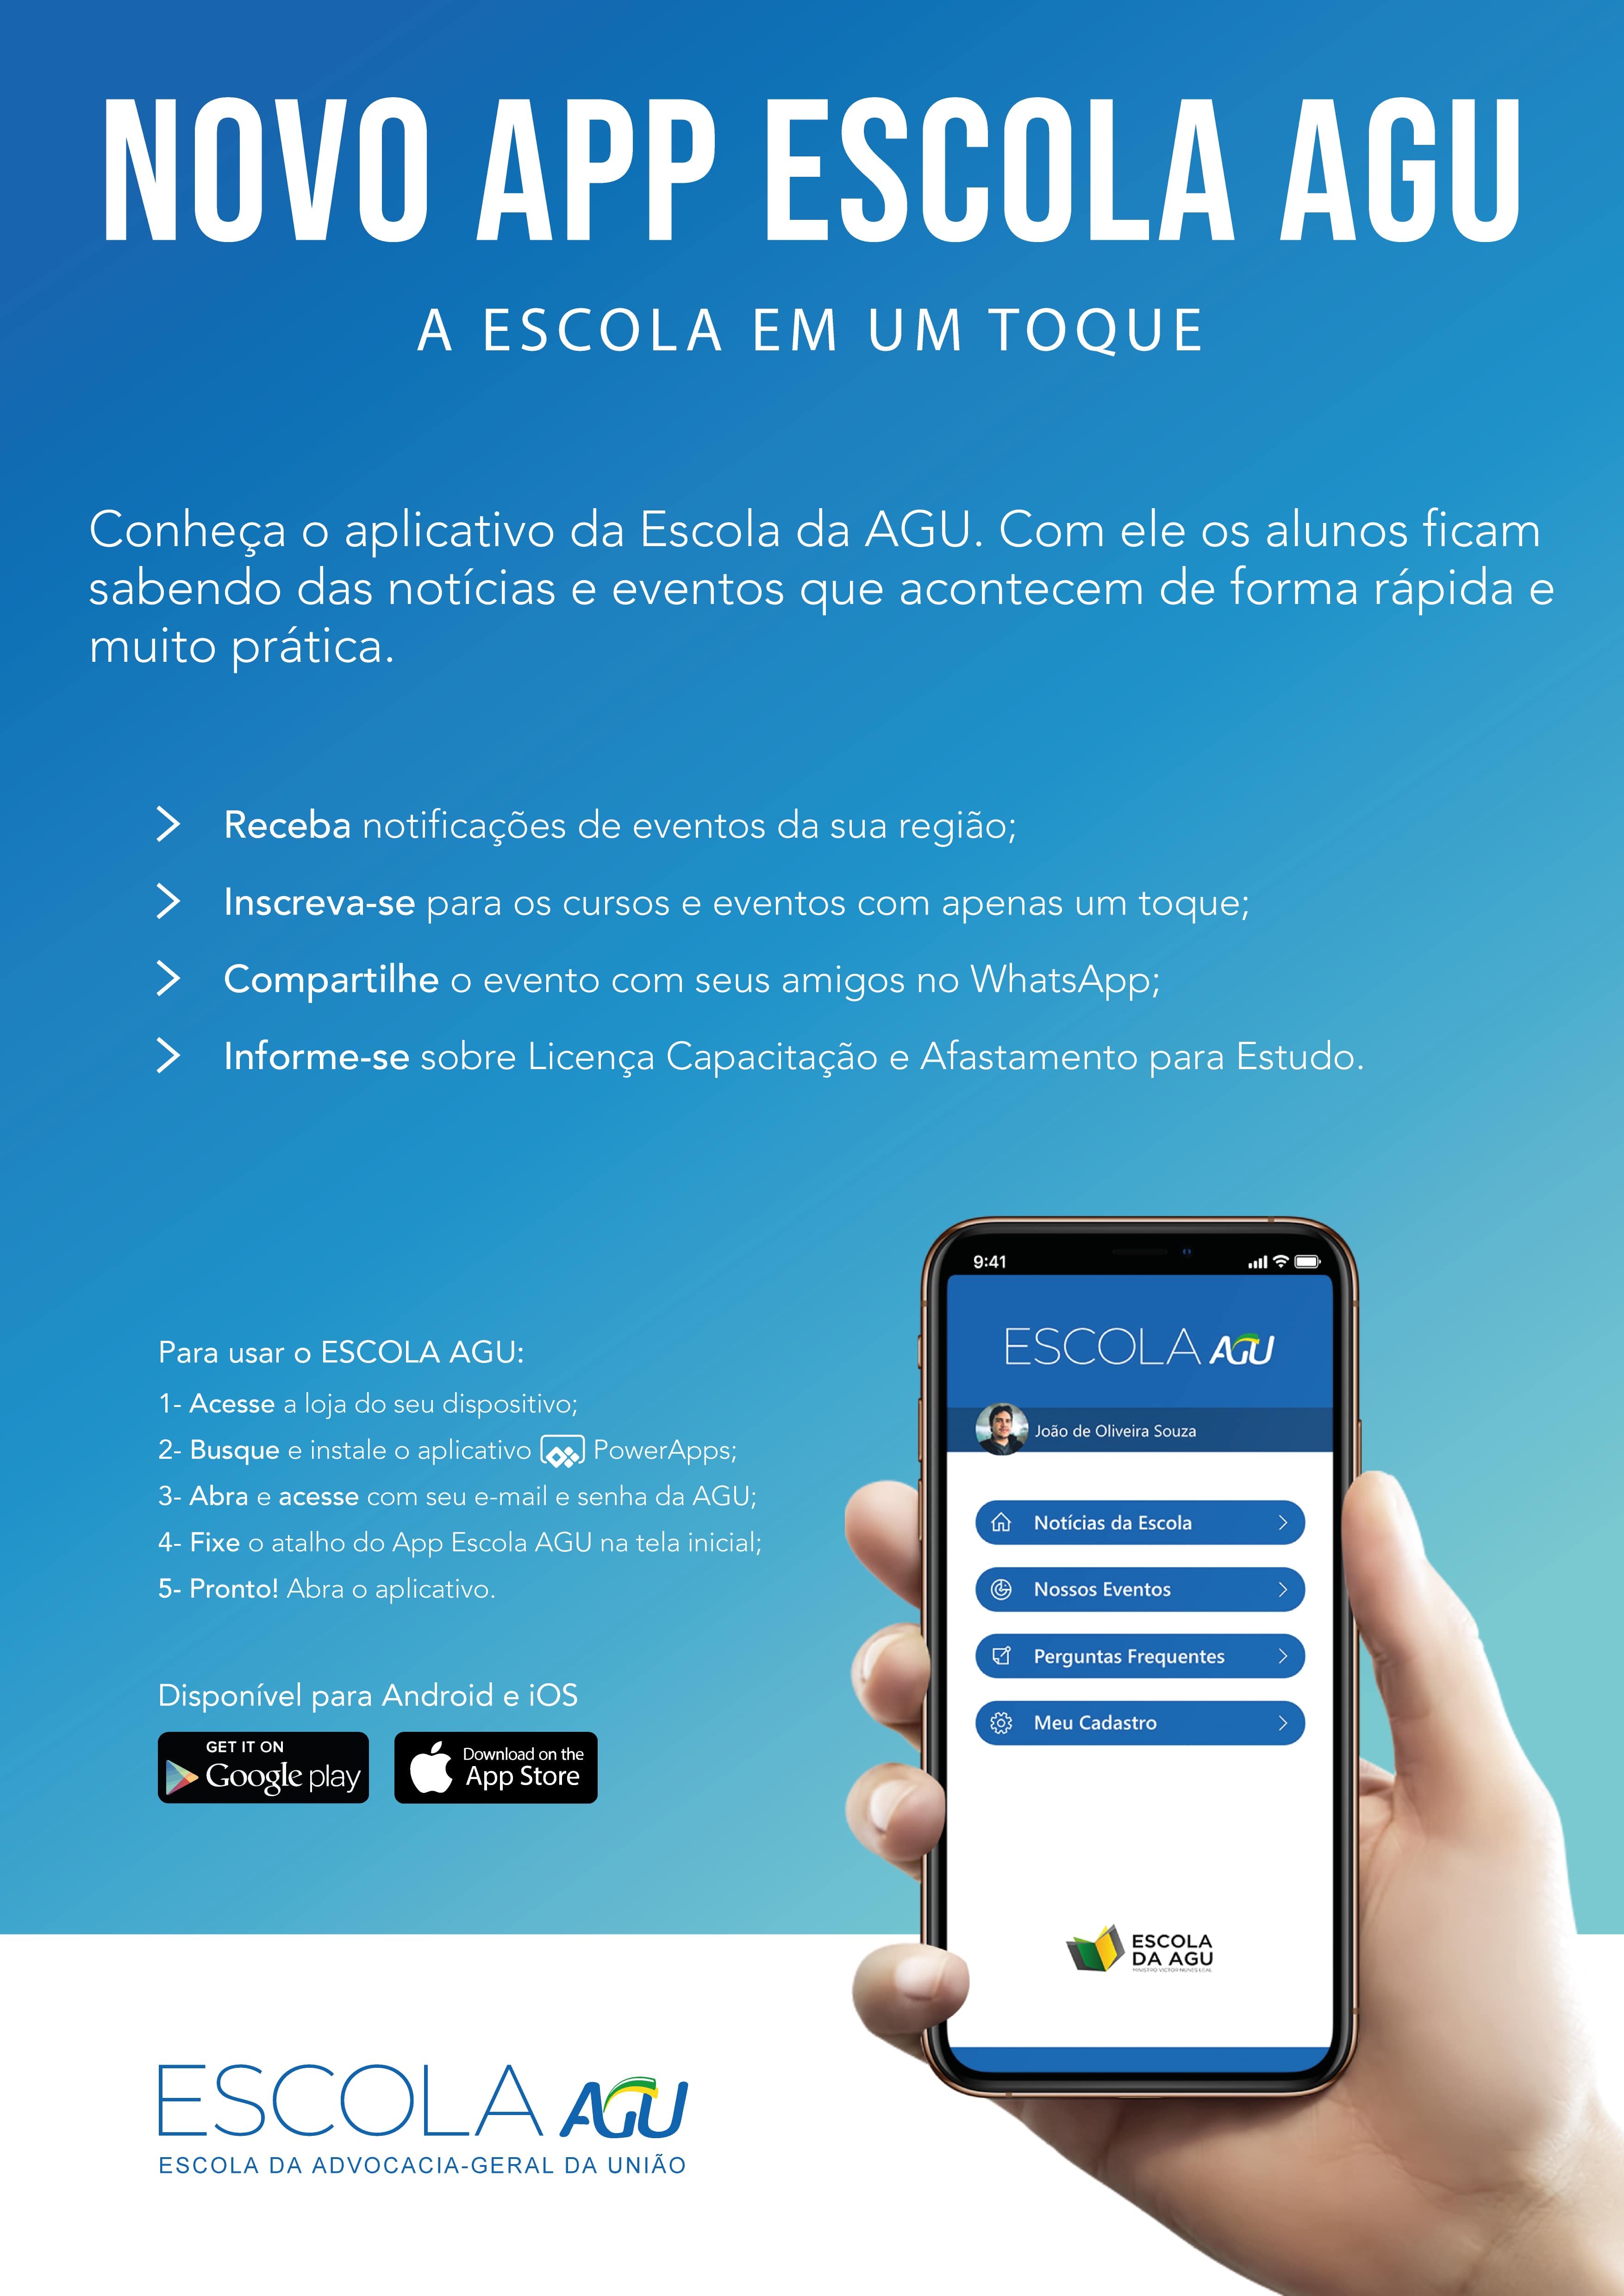 NOVO APP ESCOLA AGU
A ESCOLA EM UM TOQUE
Conheça o aplicativo da Escola da AGU. Com ele os alunos ficam
sabendo das notícias e eventos que acontecem de forma rápida e
muito prática.
Receba notificações de eventos da sua região;
Inscreva-se para os cursos e eventos com apenas um toque;
Compartilhe o evento com seus amigos no WhatsApp;
Informe-se sobre Licença Capacitação e Afastamento para Estudo.
Para usar o ESCOLA AGU:
1- Acesse a loja do seu dispositivo;
2- Busque e instale o aplicativo PowerApps;
3- Abra e acesse com seu e-mail e senha da AGU;
4- Fixe o atalho do App Escola AGU na tela inicial;
5- Pronto! Abra o aplicativo.
Disponível para Android e iOS
GET IT ON
Google play
Download on the
App Store
9:41
ESCOLA AGU
João de Oliveira Souza
Notícias da Escola
Nossos Eventos
Perguntas Frequentes
Meu Cadastro
ESCOLA
DA AGU
MINISTRO VICTOR NUNES LEAL
ESCOLA AGU
ESCOLA DA ADVOCACIA-GERAL DA UNIÃO